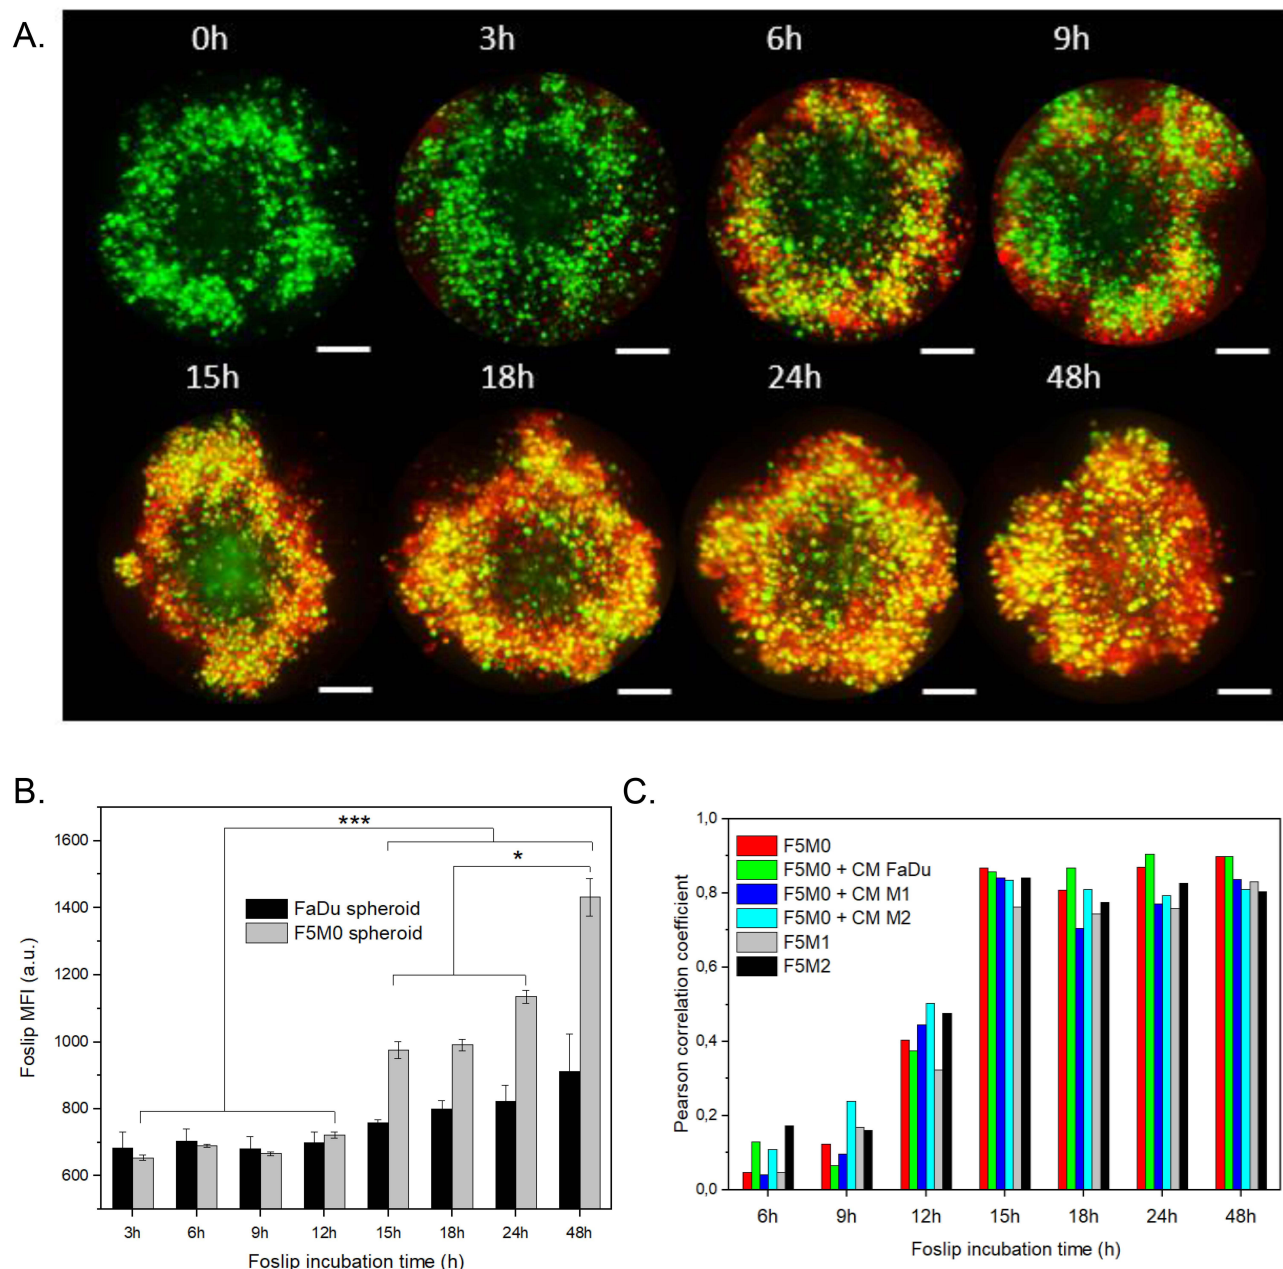 A.
0h 3h 6h 9h
15h 18h 24h 48h
B.
***
*
FaDu spheroid
F5M0 spheroid
Foslip MFI (a.u.)
1600
1400
1200
1000
800
600
3h 6h 9h 12h 15h 18h 24h 48h
Foslip incubation time (h)
C.
F5M0
F5M0 + CM FaDu
F5M0 + CM M1
F5M0 + CM M2
F5M1
F5M2
Pearson correlation coefficient
1,0
0,8
0,6
0,4
0,2
0,0
6h 9h 12h 15h 18h 24h 48h
Foslip incubation time (h)